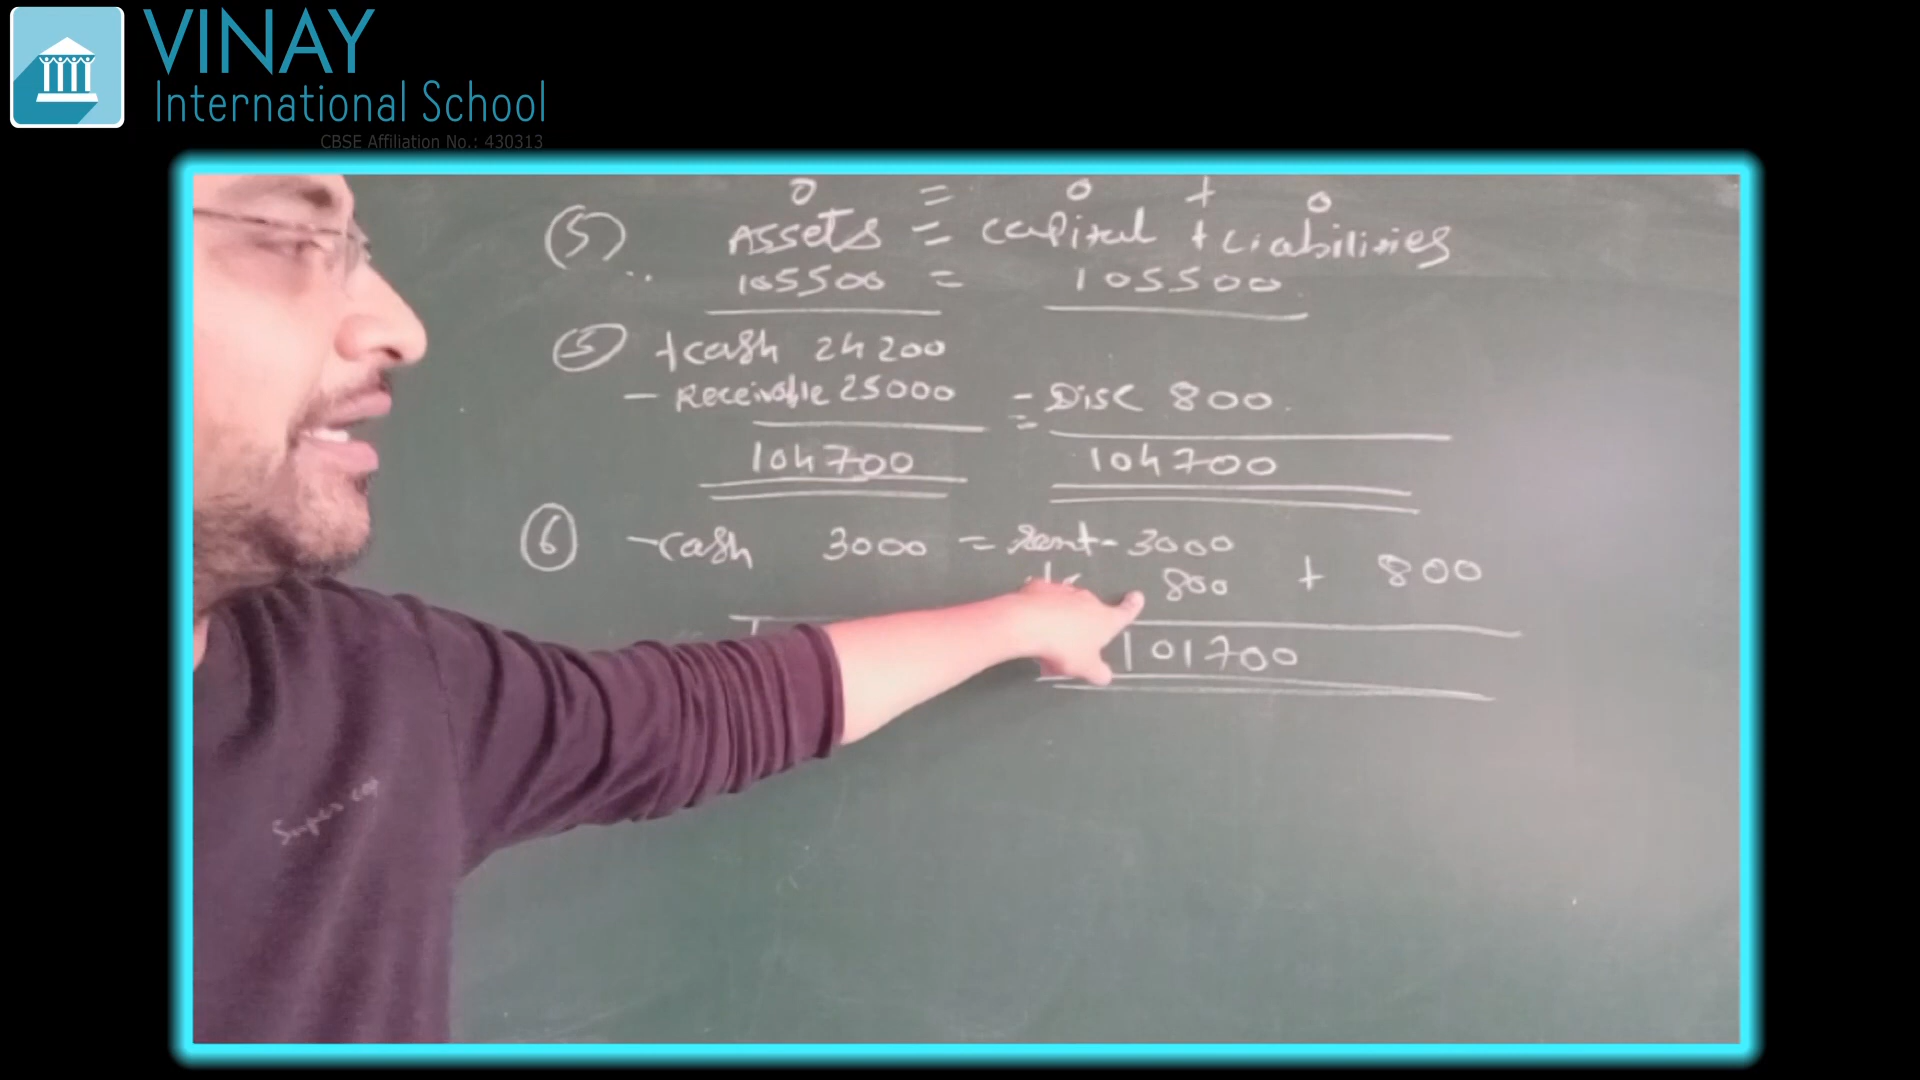 VINAY
International School
CBSE Affiliation No.: 430313
0 = 0 + 0
(5) Assets = capital + Liabilities
105500 = 105500
(5) + cash 24200
- Receivable 25000 = - Disc 800
104700 104700
(6) - cash 3000 = Rent - 3000
800 + 800
101700
Super